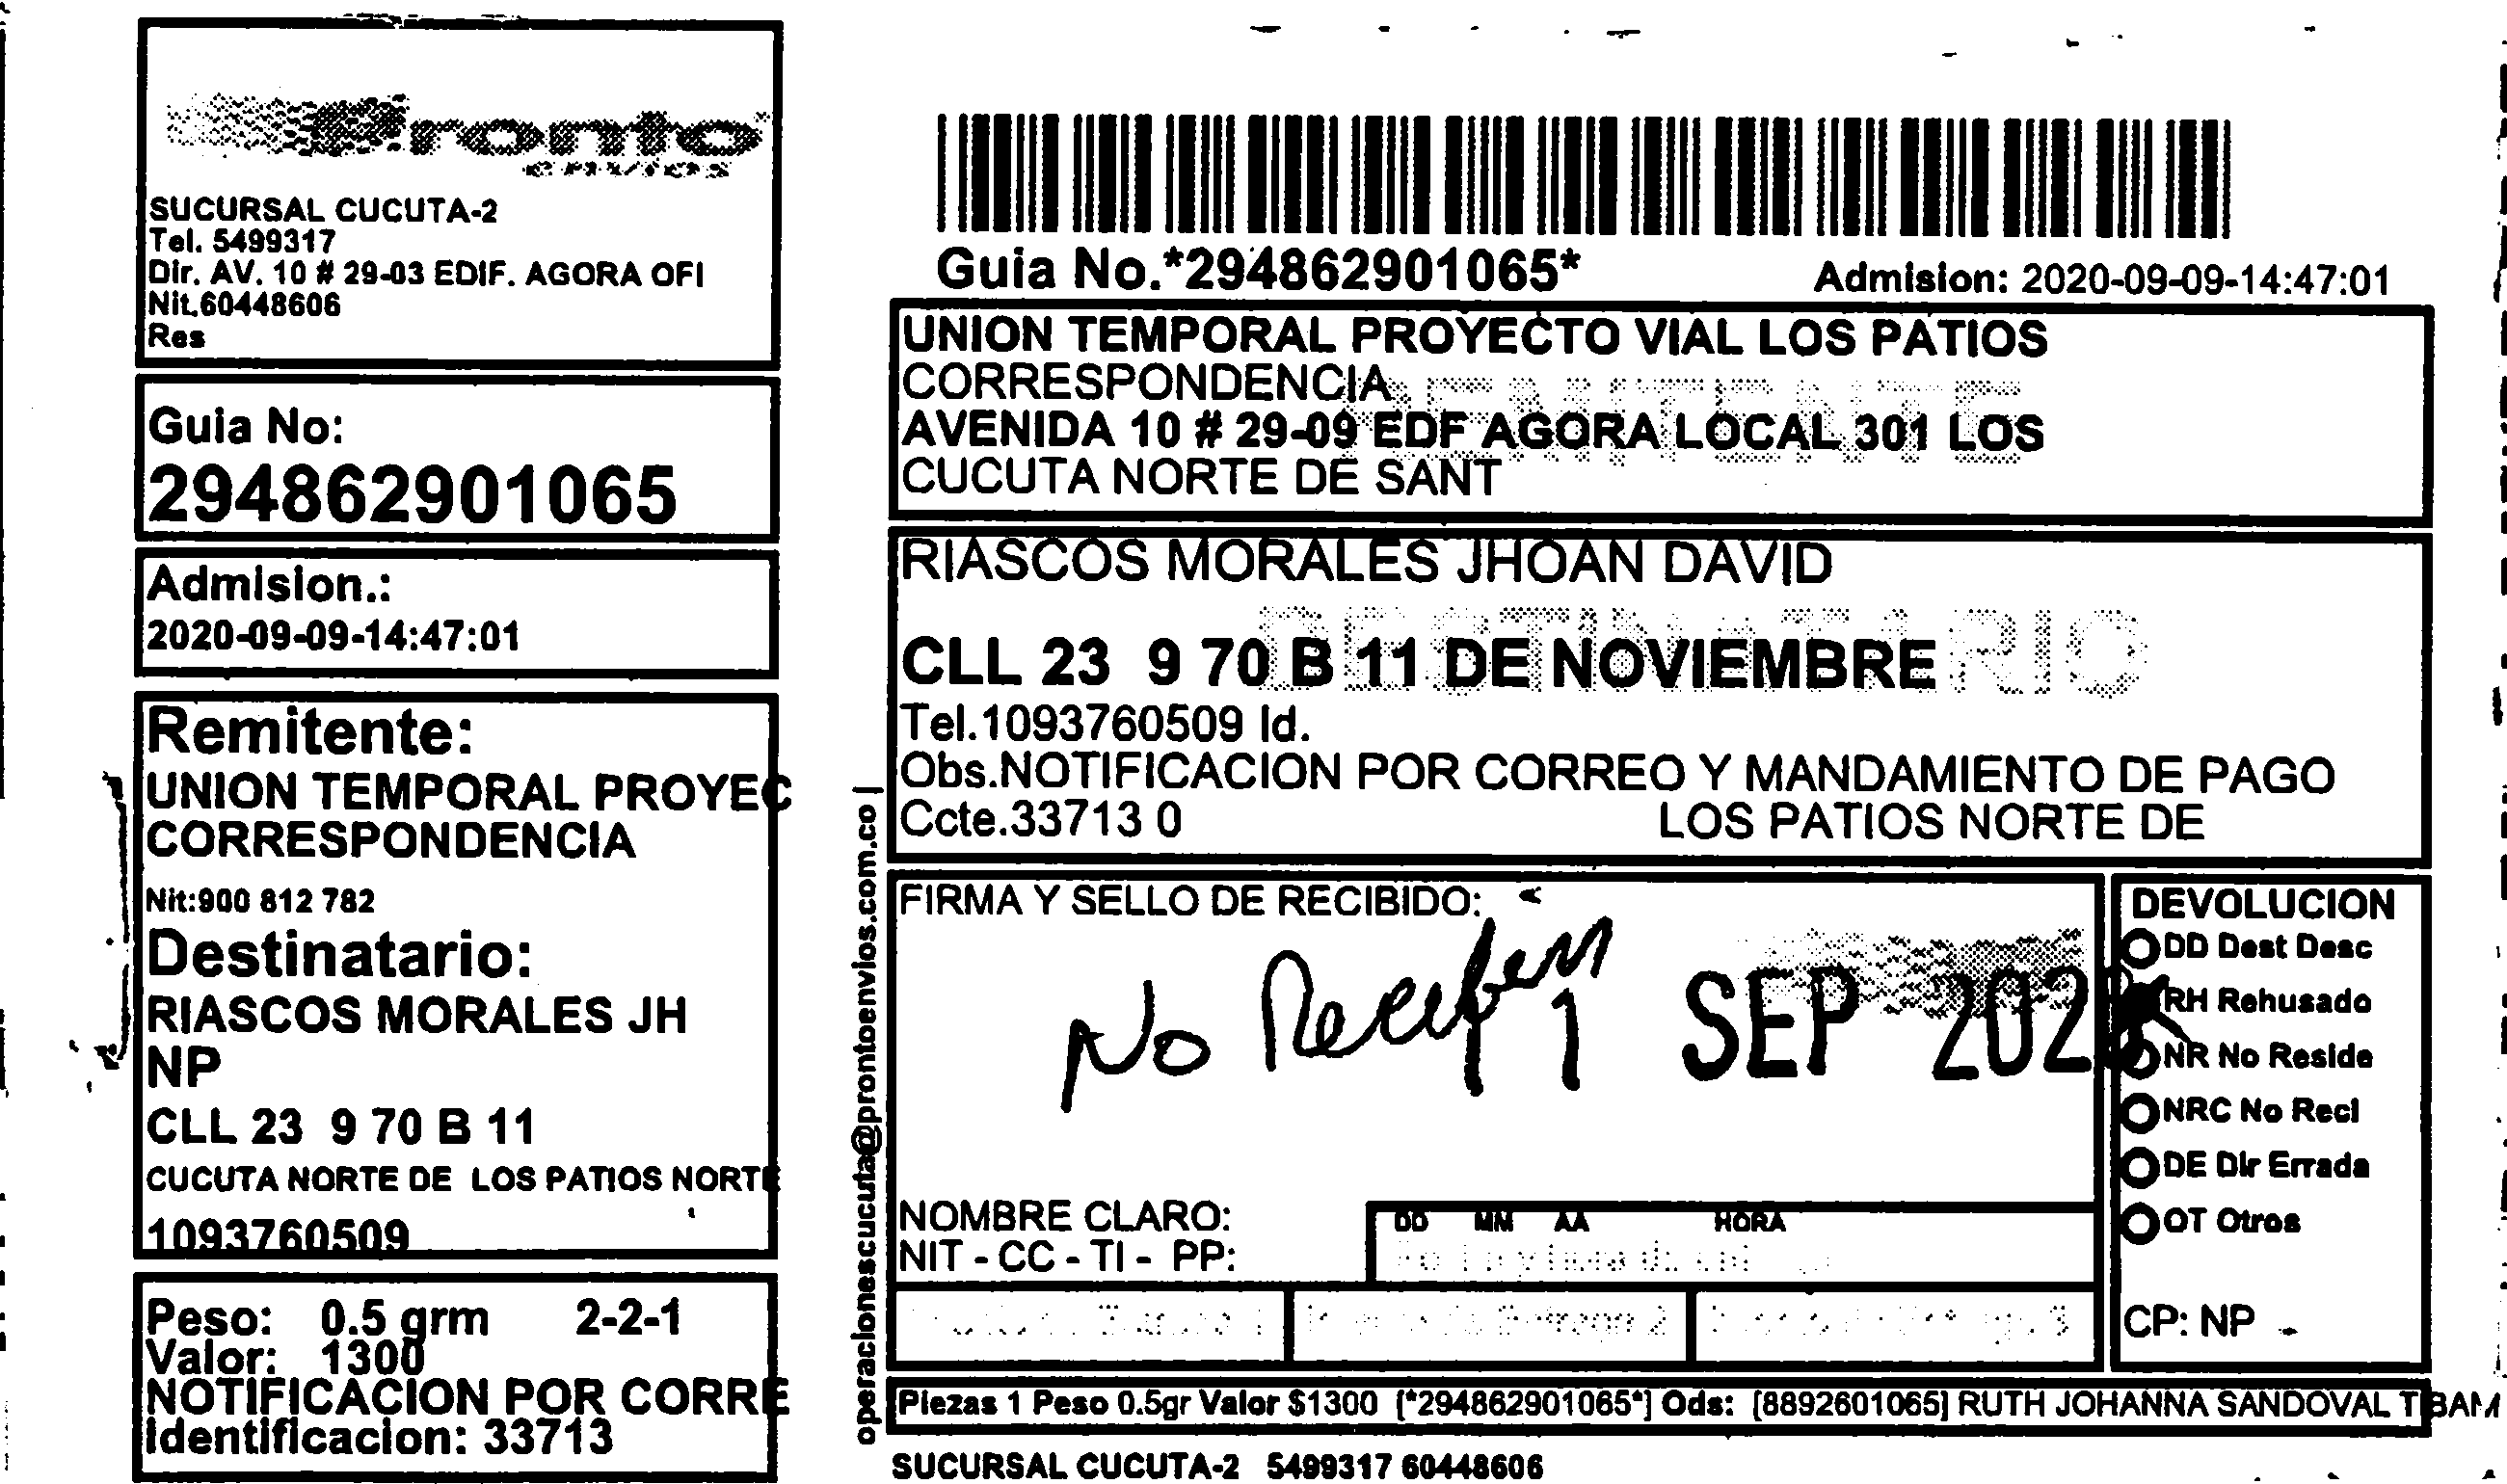 Pronto
envios
SUCURSAL CUCUTA-2
Tel. 5499317
Dir. AV. 10 # 29-03 EDIF. AGORA OFI
Nit.60448606
Res
Guia No:
294862901065
Admision.:
2020-09-09-14:47:01
Remitente:
UNION TEMPORAL PROYEC
CORRESPONDENCIA
Nit:900 812 782
Destinatario:
RIASCOS MORALES JH
NP
CLL 23 9 70 B 11
CUCUTA NORTE DE LOS PATIOS NORTE
1093760509
Peso: 0.5 grm 2-2-1
Valor: 1300
NOTIFICACION POR CORRE
Identificacion: 33713
operacionescucuta@prontoenvios.com.co |
Guia No.*294862901065*
Admision: 2020-09-09-14:47:01
UNION TEMPORAL PROYECTO VIAL LOS PATIOS
CORRESPONDENCIA
REMITENTE
AVENIDA 10 # 29-09 EDF AGORA LOCAL 301 LOS
CUCUTA NORTE DE SANT
RIASCOS MORALES JHOAN DAVID
DESTINATARIO
CLL 23 9 70 B 11 DE NOVIEMBRE
Tel.1093760509 Id.
Obs.NOTIFICACION POR CORREO Y MANDAMIENTO DE PAGO
Ccte.33713 0 LOS PATIOS NORTE DE
FIRMA Y SELLO DE RECIBIDO:
No Reciben
1 SEP 202
NOMBRE CLARO:
NIT - CC - TI - PP:
DD MM AA HORA
DEVOLUCION
DD Dest Desc
RH Rehusado
NR No Reside
NRC No Recl
DE Dir Errada
OT Otros
CP: NP
Piezas 1 Peso 0.5gr Valor $1300 [*294862901065*] Ods: [8892601065] RUTH JOHANNA SANDOVAL TIBAM
SUCURSAL CUCUTA-2 5499317 60448606